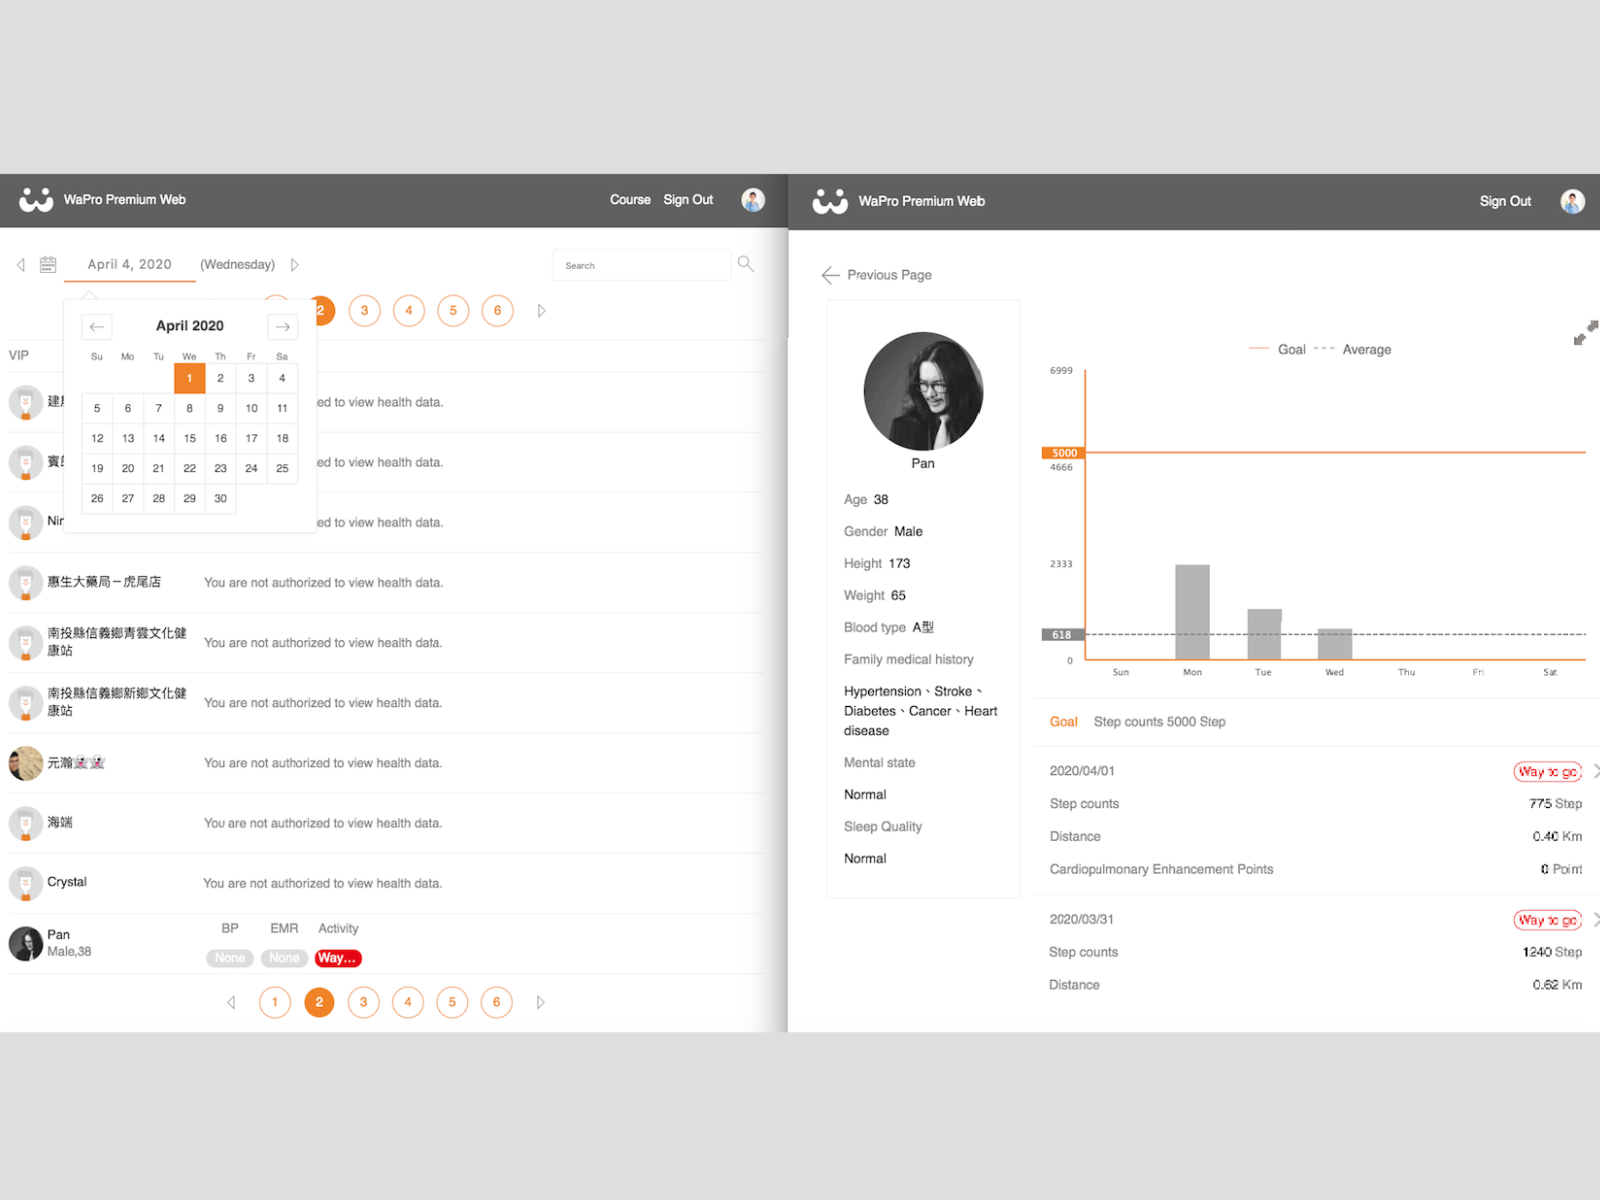 WaPro Premium Web
Course
Sign Out
April 4, 2020
(Wednesday)
Search
2
3
4
5
6
April 2020
Su Mo Tu We Th Fr Sa
1 2 3 4
5 6 7 8 9 10 11
12 13 14 15 16 17 18
19 20 21 22 23 24 25
26 27 28 29 30
VIP
ed to view health data.
ed to view health data.
ed to view health data.
惠生大藥局－虎尾店
You are not authorized to view health data.
南投縣信義鄉青雲文化健
康站
You are not authorized to view health data.
南投縣信義鄉新鄉文化健
康站
You are not authorized to view health data.
元瀚👻👻
You are not authorized to view health data.
海端
You are not authorized to view health data.
Crystal
You are not authorized to view health data.
Pan
Male,38
BP EMR Activity
None None Way...
1 2 3 4 5 6
WaPro Premium Web
Sign Out
Previous Page
Pan
Age 38
Gender Male
Height 173
Weight 65
Blood type A型
Family medical history
Hypertension、Stroke、
Diabetes、Cancer、Heart
disease
Mental state
Normal
Sleep Quality
Normal
Goal Average
6999
5000
4666
2333
618
0
Sun Mon Tue Wed Thu Fri Sat
Goal Step counts 5000 Step
2020/04/01 Way to go
Step counts 775 Step
Distance 0.40 Km
Cardiopulmonary Enhancement Points 0 Point
2020/03/31 Way to go
Step counts 1240 Step
Distance 0.62 Km